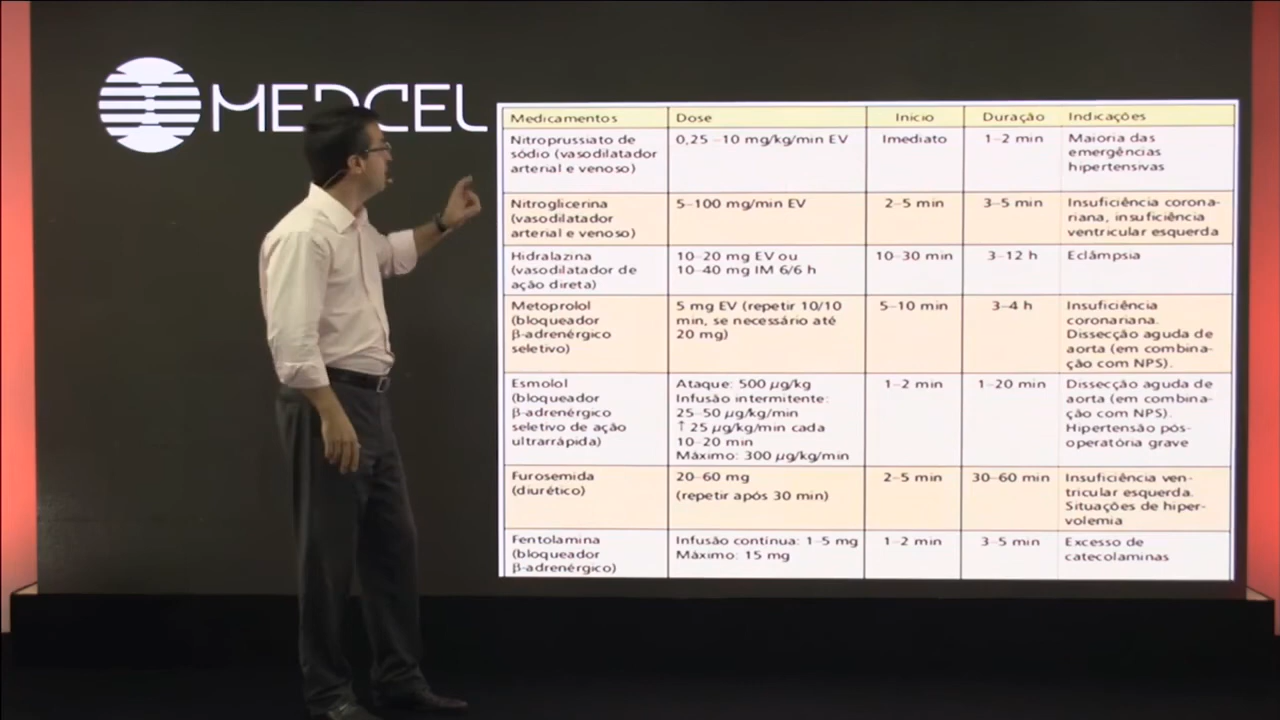 MEDCEL
Medicamentos Dose Início Duração Indicações
Nitroprussiato de
sódio (vasodilatador
arterial e venoso)
0,25–10 mg/kg/min EV
Imediato
1–2 min
Maioria das
emergências
hipertensivas
Nitroglicerina
(vasodilatador
arterial e venoso)
5–100 mg/min EV
2–5 min
3–5 min
Insuficiência corona-
riana, insuficiência
ventricular esquerda
Hidralazina
(vasodilatador de
ação direta)
10–20 mg EV ou
10–40 mg IM 6/6 h
10–30 min
3–12 h
Eclâmpsia
Metoprolol
(bloqueador
β-adrenérgico
seletivo)
5 mg EV (repetir 10/10
min, se necessário até
20 mg)
5–10 min
3–4 h
Insuficiência
coronariana.
Dissecção aguda de
aorta (em combina-
ção com NPS).
Esmolol
(bloqueador
β-adrenérgico
seletivo de ação
ultrarrápida)
Ataque: 500 µg/kg
Infusão intermitente:
25–50 µg/kg/min
↑ 25 µg/kg/min cada
10–20 min
Máximo: 300 µg/kg/min
1–2 min
1–20 min
Dissecção aguda de
aorta (em combina-
ção com NPS).
Hipertensão pós-
operatória grave
Furosemida
(diurético)
20–60 mg
(repetir após 30 min)
2–5 min
30–60 min
Insuficiência ven-
tricular esquerda.
Situações de hiper-
volemia
Fentolamina
(bloqueador
β-adrenérgico)
Infusão contínua: 1–5 mg
Máximo: 15 mg
1–2 min
3–5 min
Excesso de
catecolaminas